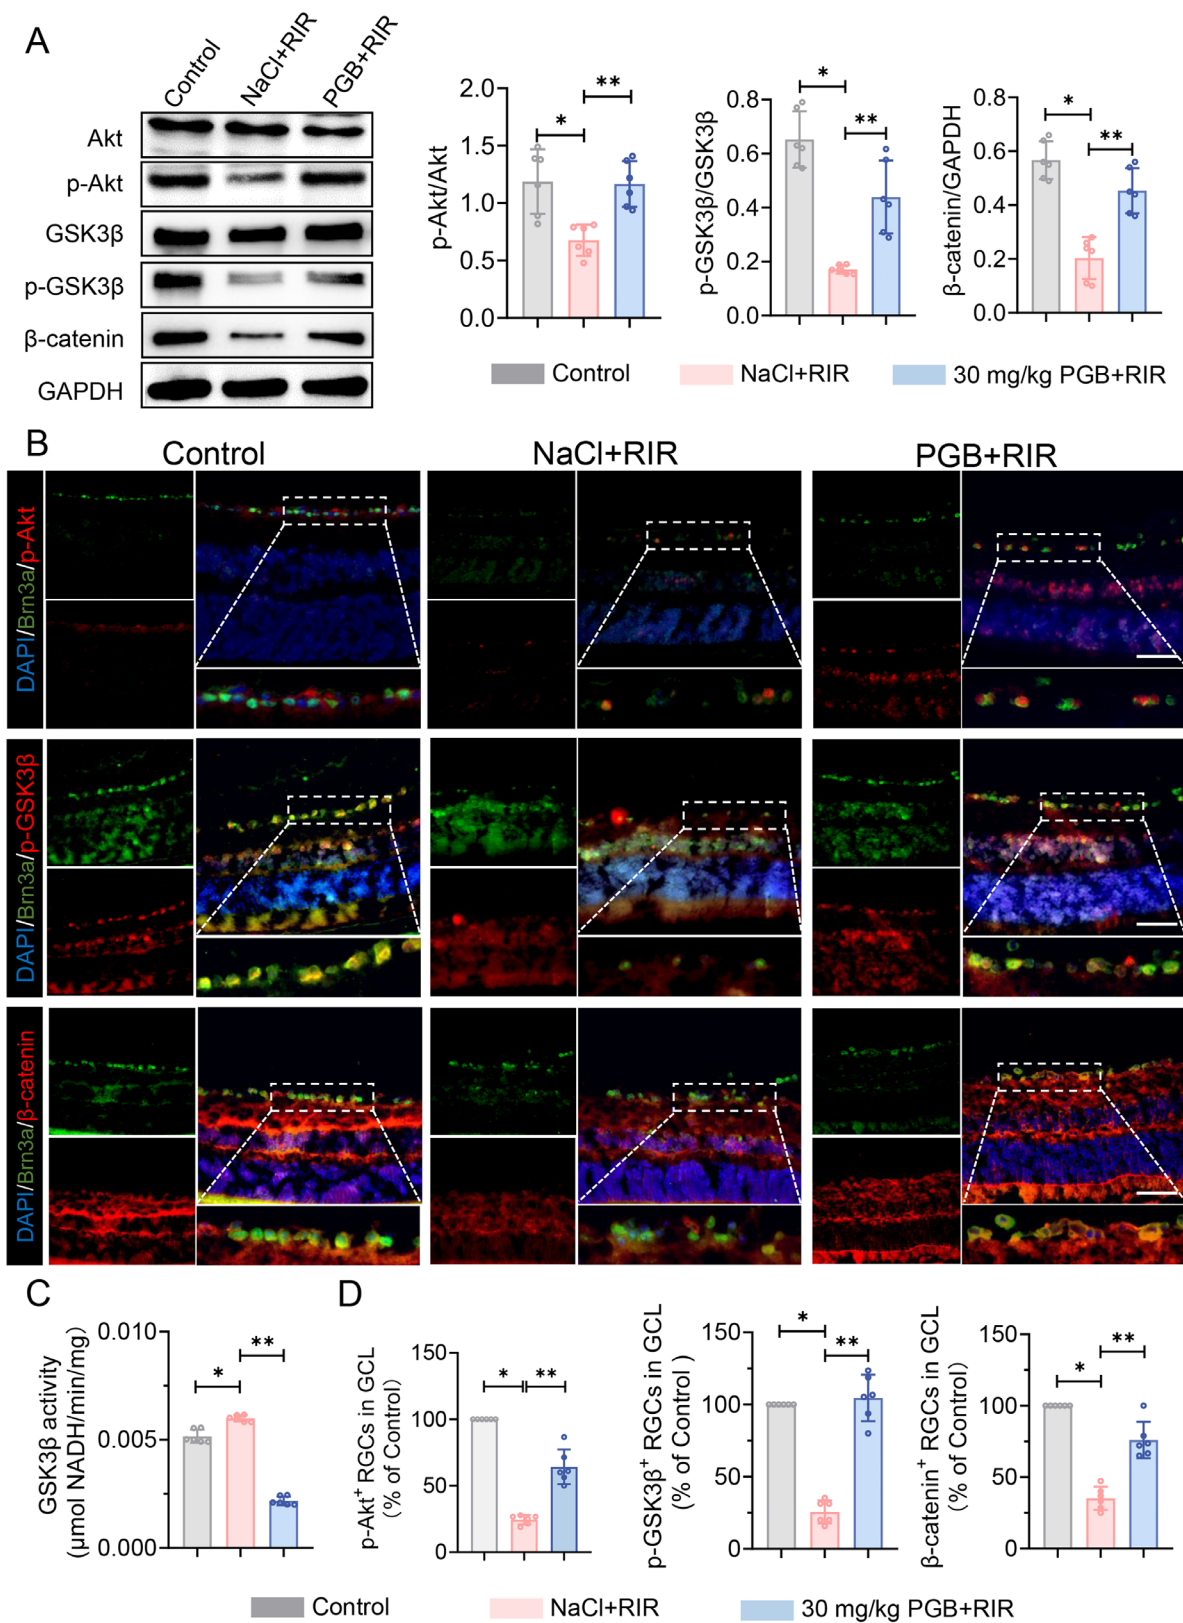 A
Control
NaCl+RIR
PGB+RIR
Akt
p-Akt
GSK3β
p-GSK3β
β-catenin
GAPDH
p-Akt/Akt
2.0
1.5
1.0
0.5
0.0
*
**
p-GSK3β/GSK3β
0.8
0.6
0.4
0.2
0.0
*
**
β-catenin/GAPDH
0.8
0.6
0.4
0.2
0.0
*
**
Control
NaCl+RIR
30 mg/kg PGB+RIR
B
Control
NaCl+RIR
PGB+RIR
DAPI/Brn3a/p-Akt
DAPI/Brn3a/p-GSK3β
DAPI/Brn3a/β-catenin
C
GSK3β activity
(μmol NADH/min/mg)
0.010
0.005
0.000
*
**
D
p-Akt⁺ RGCs in GCL
(% of Control)
150
100
50
0
*
**
p-GSK3β⁺ RGCs in GCL
(% of Control )
150
100
50
0
*
**
β-catenin⁺ RGCs in GCL
(% of Control)
150
100
50
0
*
**
Control
NaCl+RIR
30 mg/kg PGB+RIR